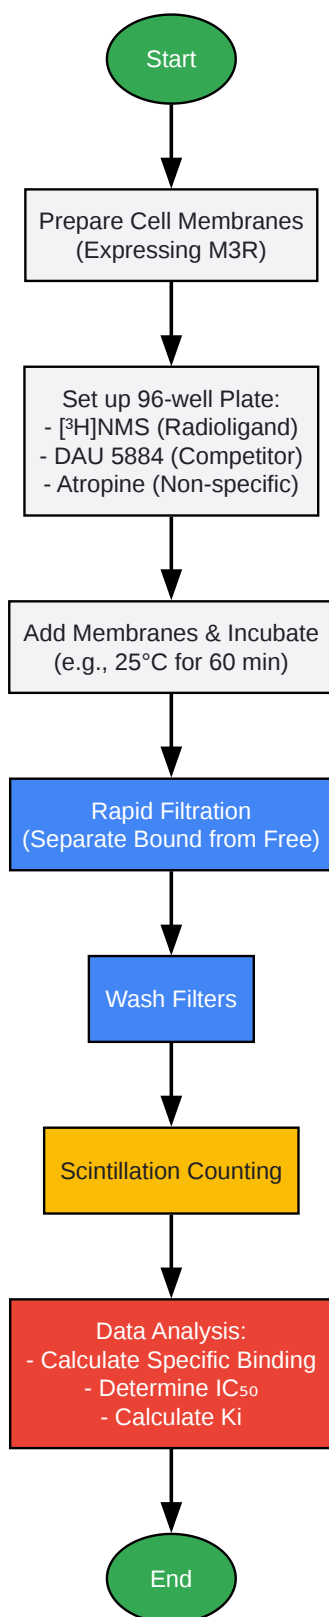 Start
Prepare Cell Membranes
(Expressing M3R)
Set up 96-well Plate:
- [³H]NMS (Radioligand)
- DAU 5884 (Competitor)
- Atropine (Non-specific)
Add Membranes & Incubate
(e.g., 25°C for 60 min)
Rapid Filtration
(Separate Bound from Free)
Wash Filters
Scintillation Counting
Data Analysis:
- Calculate Specific Binding
- Determine IC₅₀
- Calculate Ki
End